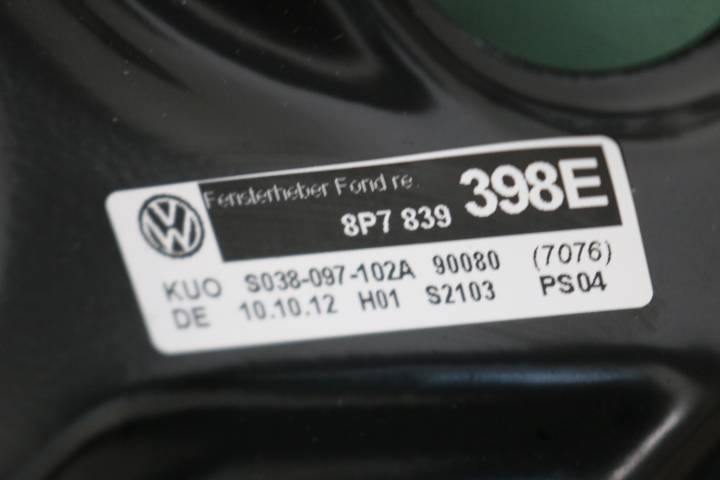 Fensterheber Fond re.
8P7 839 398E
KUO S038-097-102A 90080 (7076)
DE 10.10.12 H01 S2103 PS04